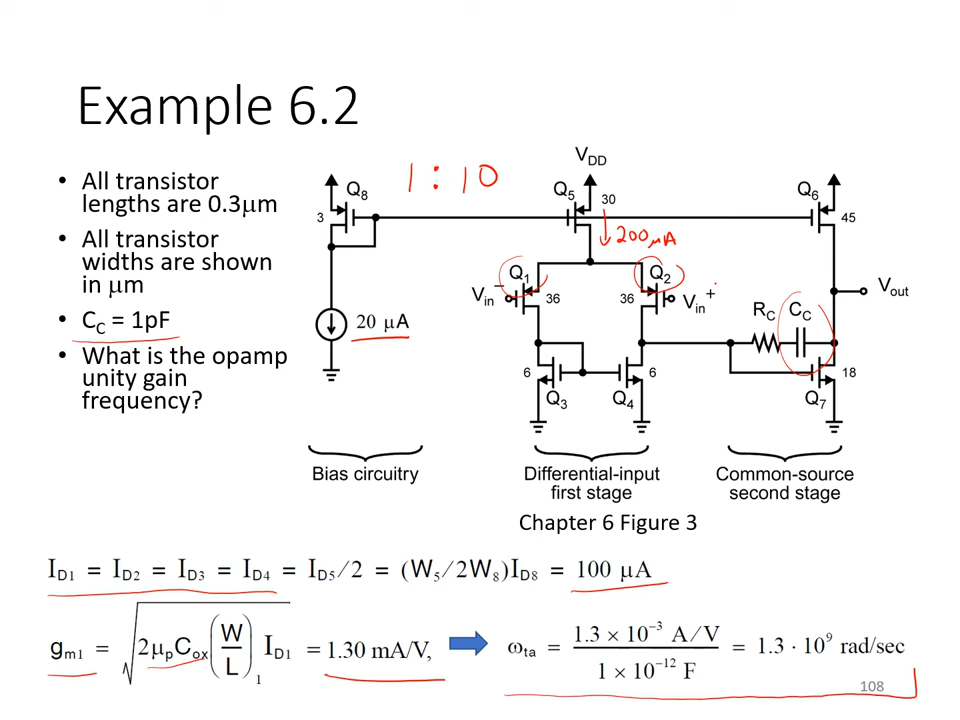 Example 6.2
• All transistor
lengths are 0.3μm
• All transistor
widths are shown
in μm
• C_C = 1pF
• What is the opamp
unity gain
frequency?
1 : 10
V_DD
Q_8
Q_5
Q_6
3
30
45
200μA
Q_1
Q_2
V_in^−
36
36
V_in^+
V_out
R_C
C_C
20 μA
6
6
18
Q_3
Q_4
Q_7
Bias circuitry
Differential-input
first stage
Common-source
second stage
Chapter 6 Figure 3
I_D1 = I_D2 = I_D3 = I_D4 = I_D5/2 = (W_5/2W_8)I_D8 = 100 μA
g_m1 = √(2μ_pC_ox(W/L)_1 I_D1) = 1.30 mA/V,
ω_ta = (1.3 × 10^−3 A/V)/(1 × 10^−12 F) = 1.3 · 10^9 rad/sec
108